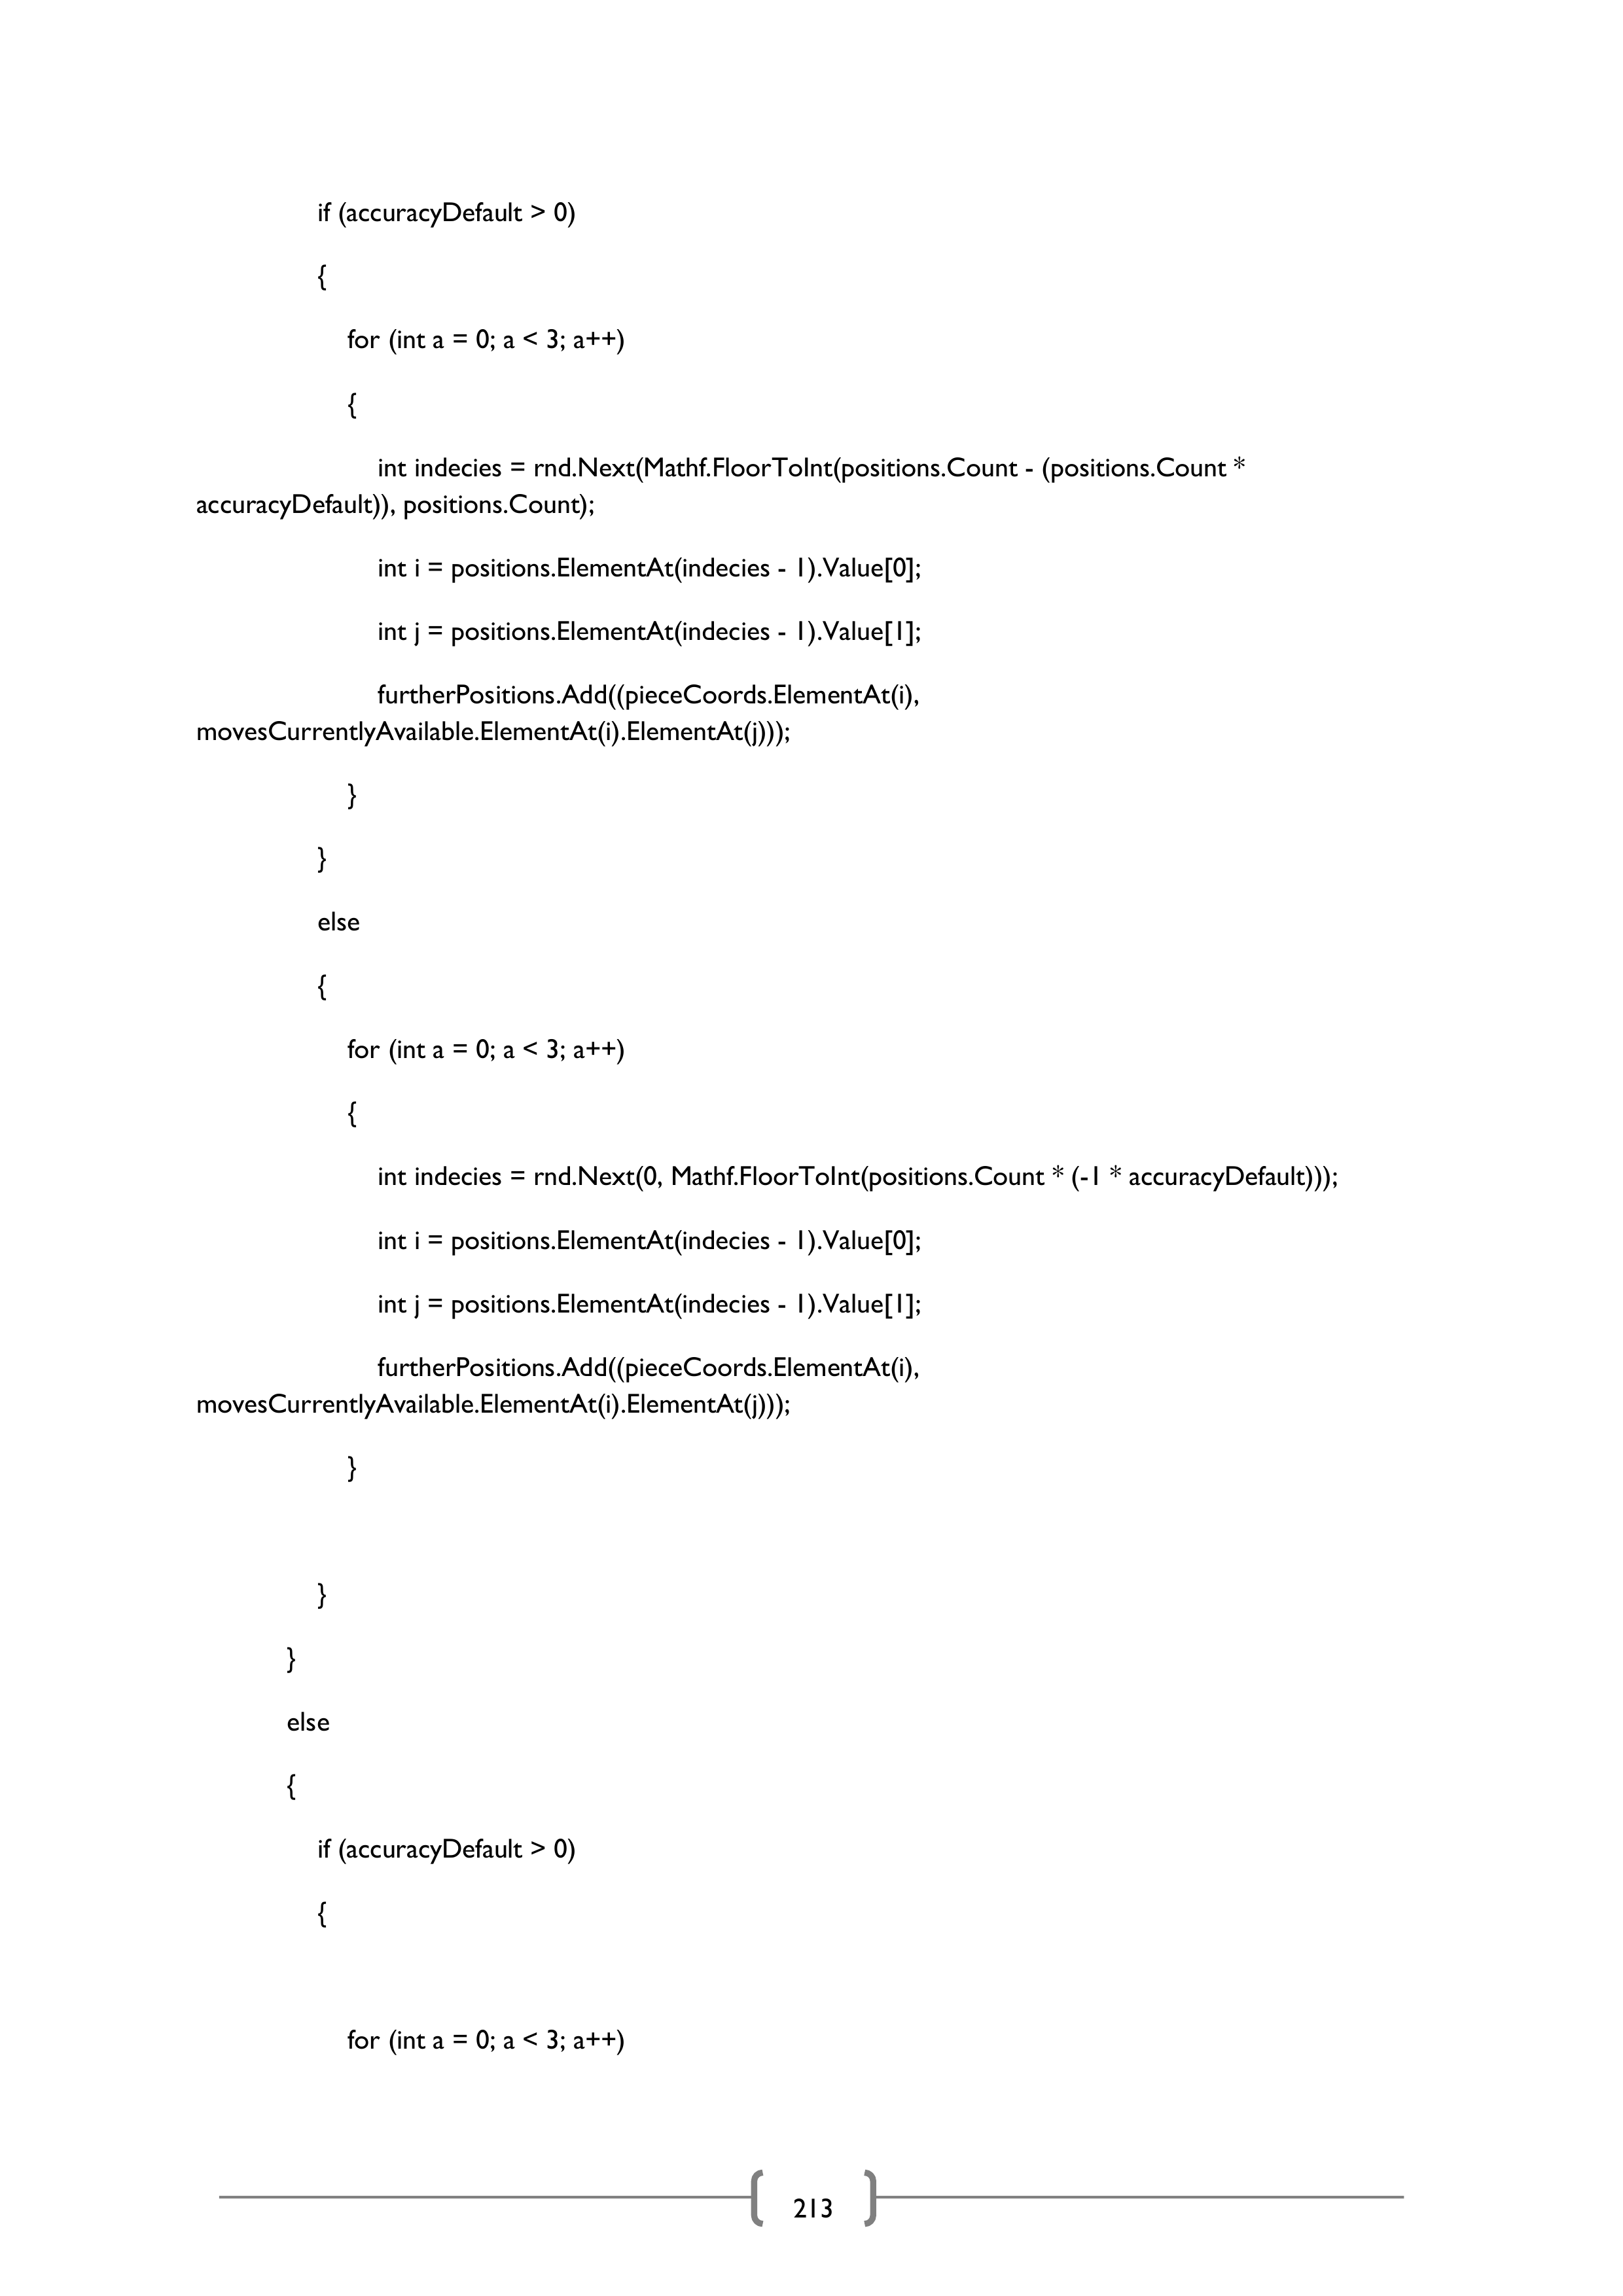 if (accuracyDefault > 0)
{
for (int a = 0; a < 3; a++)
{
int indecies = rnd.Next(Mathf.FloorToInt(positions.Count - (positions.Count *
accuracyDefault)), positions.Count);
int i = positions.ElementAt(indecies - 1).Value[0];
int j = positions.ElementAt(indecies - 1).Value[1];
furtherPositions.Add((pieceCoords.ElementAt(i),
movesCurrentlyAvailable.ElementAt(i).ElementAt(j)));
}
}
else
{
for (int a = 0; a < 3; a++)
{
int indecies = rnd.Next(0, Mathf.FloorToInt(positions.Count * (-1 * accuracyDefault)));
int i = positions.ElementAt(indecies - 1).Value[0];
int j = positions.ElementAt(indecies - 1).Value[1];
furtherPositions.Add((pieceCoords.ElementAt(i),
movesCurrentlyAvailable.ElementAt(i).ElementAt(j)));
}
}
}
else
{
if (accuracyDefault > 0)
{
for (int a = 0; a < 3; a++)
213